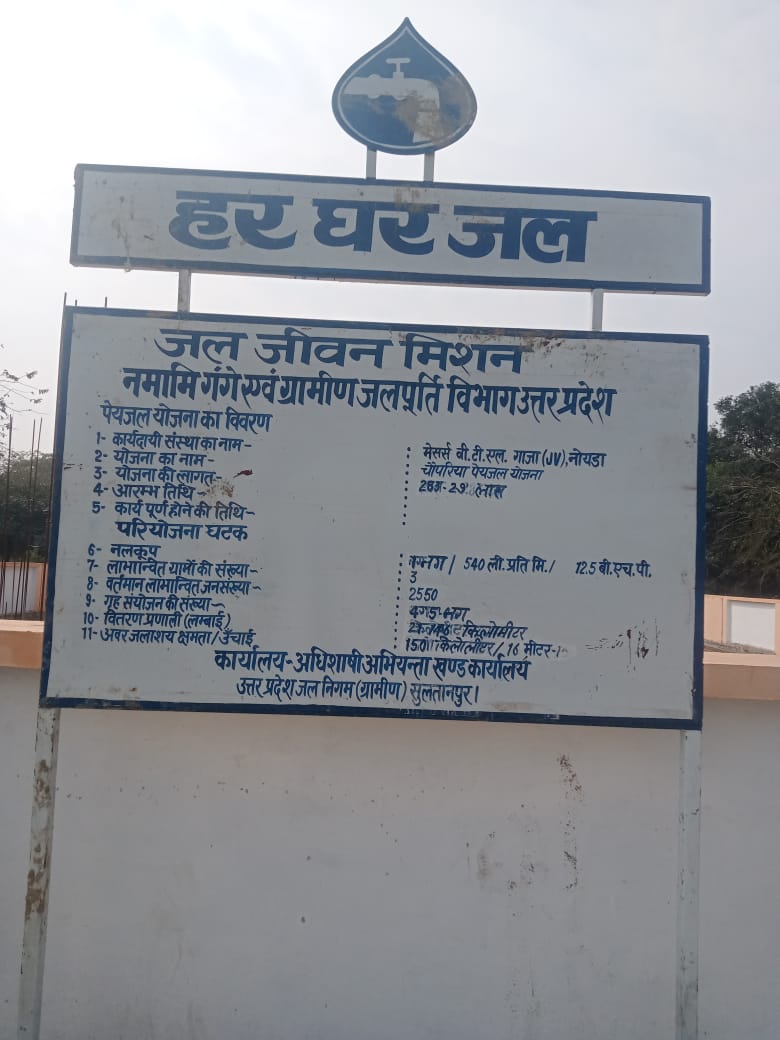 हर घर जल
जल जीवन मिशन
नमामि गंगे एवं ग्रामीण जलपूर्ति विभाग उत्तर प्रदेश
पेयजल योजना का विवरण
1- कार्यदायी संस्था का नाम- : मेसर्स वी.टी.एल. गाजा (JV), नोयडा
2- योजना का नाम- : चौपरिया पेयजल योजना
3- योजना की लागत- :
4- आरम्भ तिथि- :
5- कार्य पूर्ण होने की तिथि- :
परियोजना घटक
6- नलकूप : / 540 ली. प्रति मि./ 12.5 बी.एच.पी.
7- लाभान्वित ग्रामों की संख्या- : 3
8- वर्तमान लाभान्वित जनसंख्या- : 2550
9- गृह संयोजन की संख्या- :
10- वितरण प्रणाली (लम्बाई) : किलोमीटर
11- अवर जलाशय क्षमता/उंचाई : किलोलीटर / 16 मीटर-
कार्यालय-अधिशाषी अभियन्ता खण्ड कार्यालय
उत्तर प्रदेश जल निगम (ग्रामीण) सुलतानपुर।